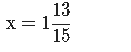 x = 1 13/15